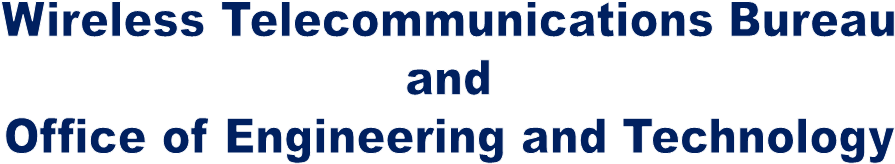 Wireless Telecommunications Bureau
and
Office of Engineering and Technology